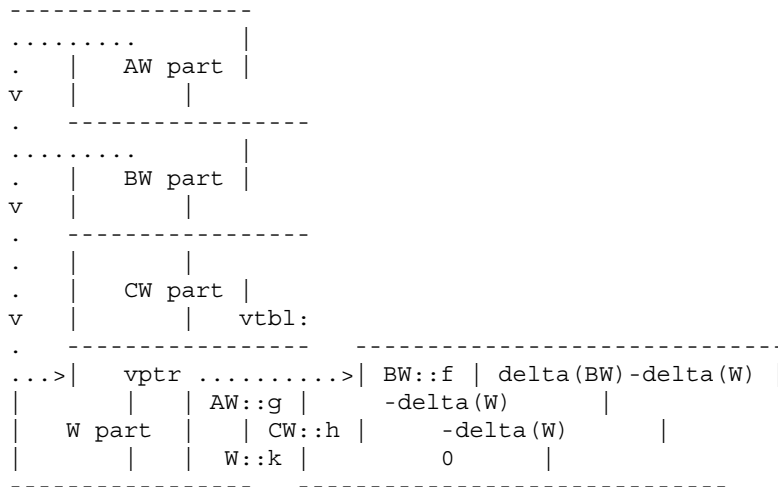 -----------------
......... |
. | AW part |
v | |
. -----------------
......... |
. | BW part |
v | |
. -----------------
. | |
. | CW part |
v | | vtbl:
. ----------------- ------------------------------
...>| vptr ..........>| BW::f | delta(BW)-delta(W) |
| | | AW::g | -delta(W) |
| W part | | CW::h | -delta(W) |
| | | W::k | 0 |
----------------- ------------------------------